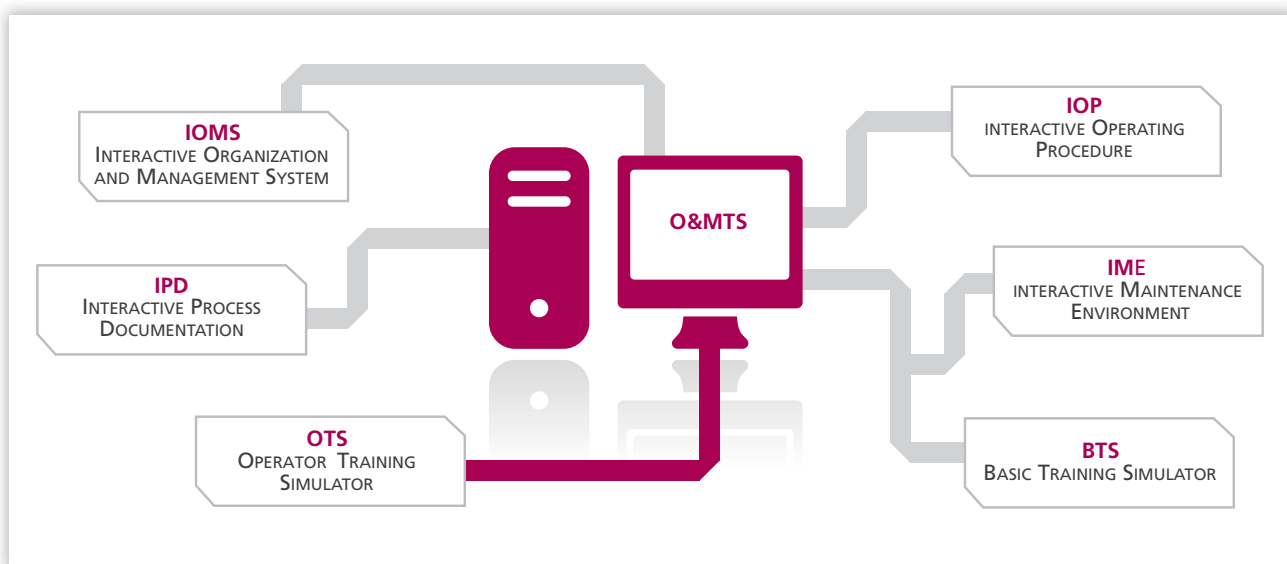 IOMS
Interactive Organization
and Management System
IOP
interactive Operating
Procedure
O&MTS
IPD
Interactive Process
Documentation
IME
interactive Maintenance
Environment
OTS
Operator Training
Simulator
BTS
Basic Training Simulator